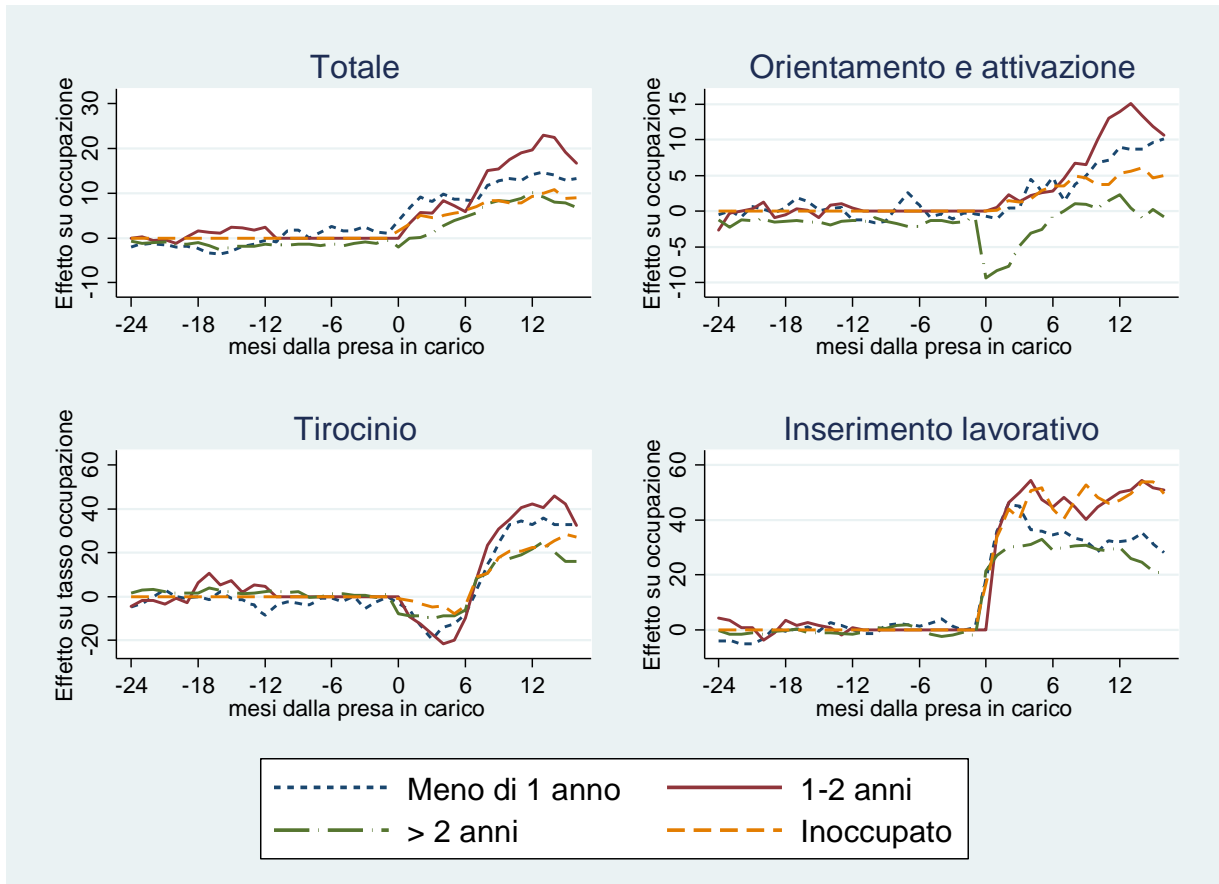 Totale
Effetto su occupazione
30
20
10
0
-10
-24 -18 -12 -6 0 6 12
mesi dalla presa in carico
Orientamento e attivazione
Effetto su occupazione
15
10
5
0
-5
-10
-24 -18 -12 -6 0 6 12
mesi dalla presa in carico
Tirocinio
Effetto su tasso occupazione
60
40
20
0
-20
-24 -18 -12 -6 0 6 12
mesi dalla presa in carico
Inserimento lavorativo
Effetto su occupazione
60
40
20
0
-24 -18 -12 -6 0 6 12
mesi dalla presa in carico
Meno di 1 anno 1-2 anni
> 2 anni Inoccupato